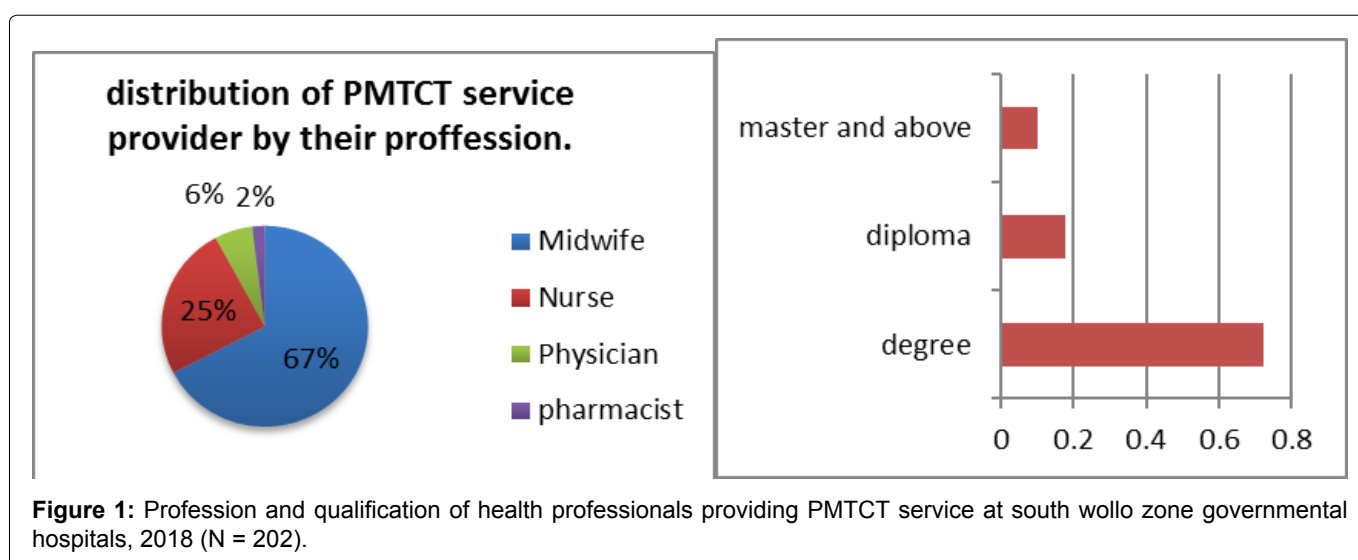 distribution of PMTCT service
provider by their proffession.
6% 2%
25%
67%
Midwife
Nurse
Physician
pharmacist
master and above
diploma
degree
0 0.2 0.4 0.6 0.8
Figure 1: Profession and qualification of health professionals providing PMTCT service at south wollo zone governmental
hospitals, 2018 (N = 202).